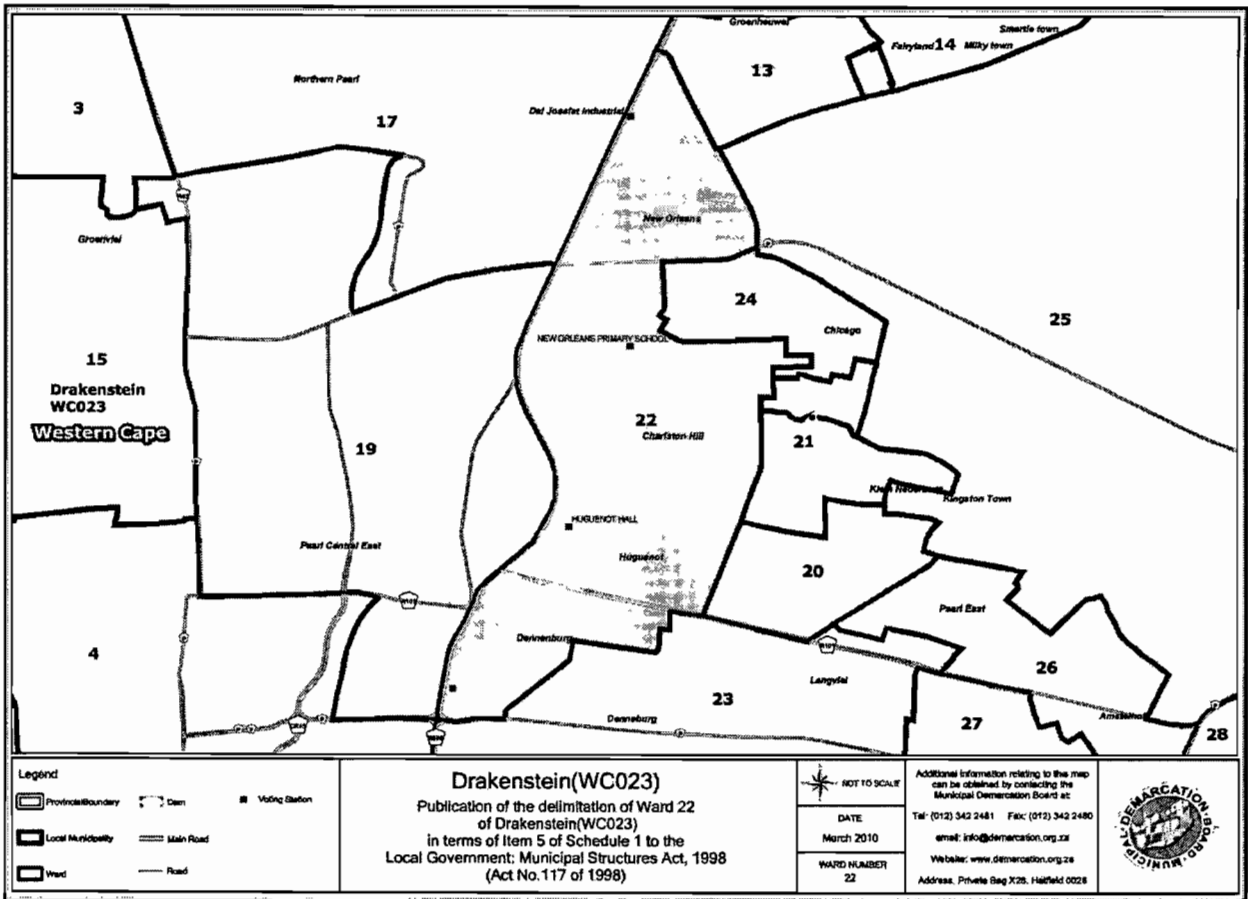 Groenheuwel
Smartie town
Fairyland 14 Milky town
13
Northern Paarl
3
17
Dal Josafat Industrial
New Orleans
Groenvlei
24
25
Chicago
NEW ORLEANS PRIMARY SCHOOL
15
Drakenstein
WC023
Western Cape
22
Charlston Hill
19
21
Kingston Town
HUGUENOT HALL
Paarl Central East
Huguenot
20
Paarl East
Dennenburg
4
26
Langvlei
23
Denneburg
27
28
Legend
Provincial Boundary
Dam
Voting Station
Local Municipality
Main Road
Ward
Road
Drakenstein(WC023)
Publication of the delimitation of Ward 22
of Drakenstein(WC023)
in terms of Item 5 of Schedule 1 to the
Local Government: Municipal Structures Act, 1998
(Act No.117 of 1998)
NOT TO SCALE
DATE
March 2010
WARD NUMBER
22
Additional information relating to this map
can be obtained by contacting the
Municipal Demarcation Board at:
Tel: (012) 342 2481 Fax: (012) 342 2480
email: info@demarcation.org.za
Website: www.demarcation.org.za
Address, Private Bag X28, Hatfield 0028
MUNICIPAL DEMARCATION BOARD